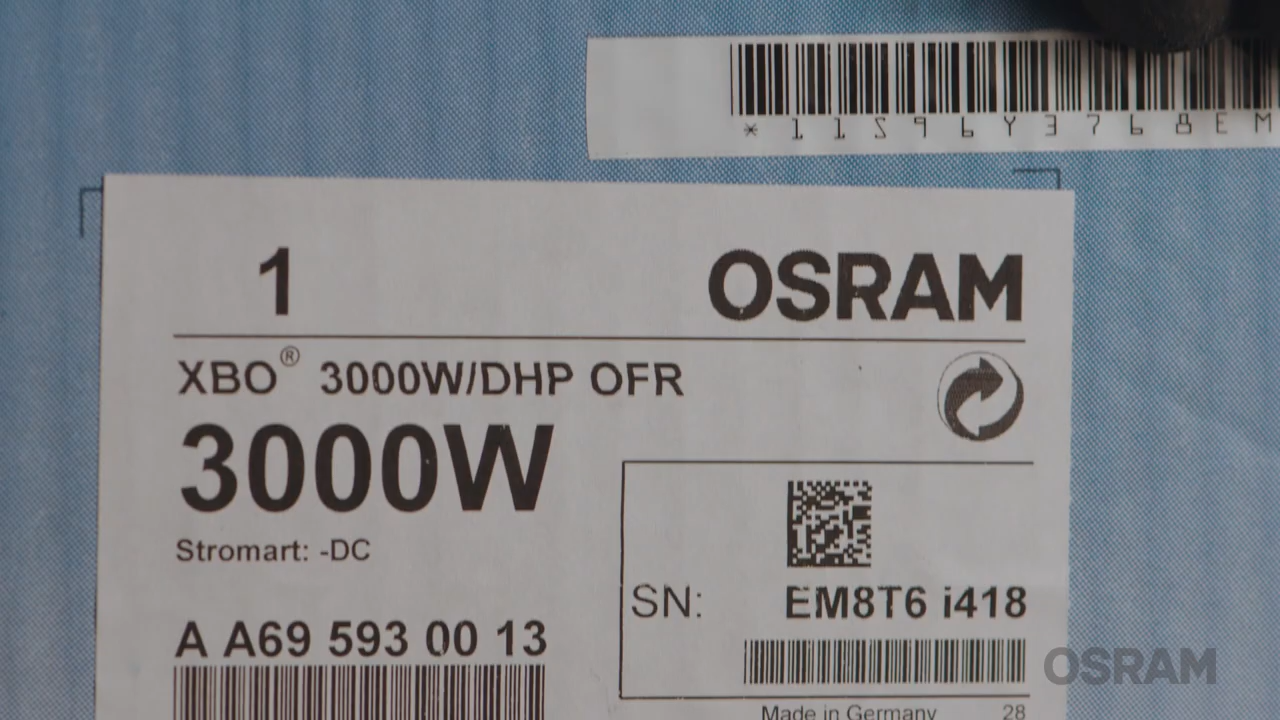 *11S96Y3768EM
1 OSRAM
XBO® 3000W/DHP OFR
3000W
Stromart: -DC
SN: EM8T6 i418
A A69 593 00 13
OSRAM
Made in Germany 28